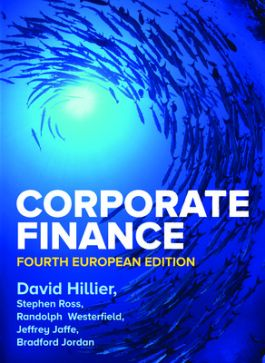 CORPORATE
FINANCE
FOURTH EUROPEAN EDITION
David Hillier,
Stephen Ross,
Randolph Westerfield,
Jeffrey Jaffe,
Bradford Jordan